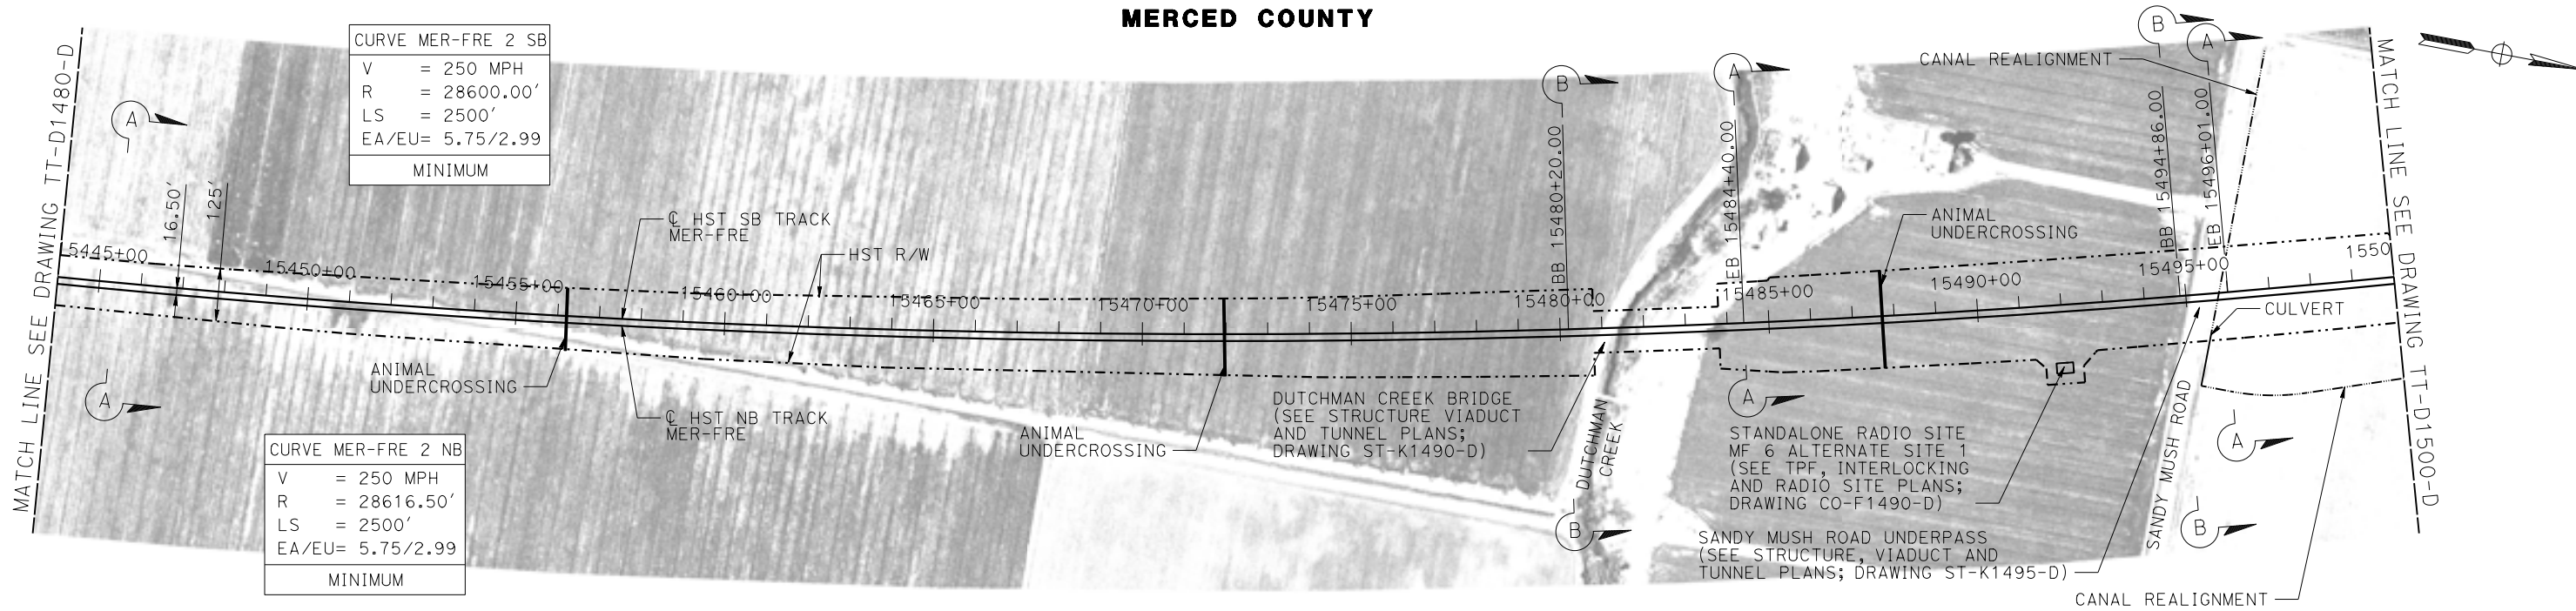 MERCED COUNTY
MATCH LINE SEE DRAWING TT-D1480-D
CURVE MER-FRE 2 SB
V = 250 MPH
R = 28600.00'
LS = 2500'
EA/EU= 5.75/2.99
MINIMUM
A
A
16.50'
125'
5445+00
15450+00
15455+00
15460+00
15465+00
15470+00
15475+00
15480+00
15485+00
15490+00
15495+00
1550
℄ HST SB TRACK
MER-FRE
HST R/W
ANIMAL
UNDERCROSSING
℄ HST NB TRACK
MER-FRE
CURVE MER-FRE 2 NB
V = 250 MPH
R = 28616.50'
LS = 2500'
EA/EU= 5.75/2.99
MINIMUM
ANIMAL
UNDERCROSSING
B
BB 15480+20.00
A
EB 15484+40.00
DUTCHMAN CREEK BRIDGE
(SEE STRUCTURE VIADUCT
AND TUNNEL PLANS;
DRAWING ST-K1490-D)
DUTCHMAN
CREEK
B
A
ANIMAL
UNDERCROSSING
STANDALONE RADIO SITE
MF 6 ALTERNATE SITE 1
(SEE TPF, INTERLOCKING
AND RADIO SITE PLANS;
DRAWING CO-F1490-D)
SANDY MUSH ROAD UNDERPASS
(SEE STRUCTURE, VIADUCT AND
TUNNEL PLANS; DRAWING ST-K1495-D)
CANAL REALIGNMENT
B
A
BB 15494+86.00
EB 15496+01.00
CULVERT
SANDY MUSH ROAD
A
B
CANAL REALIGNMENT
MATCH LINE SEE DRAWING TT-D1500-D